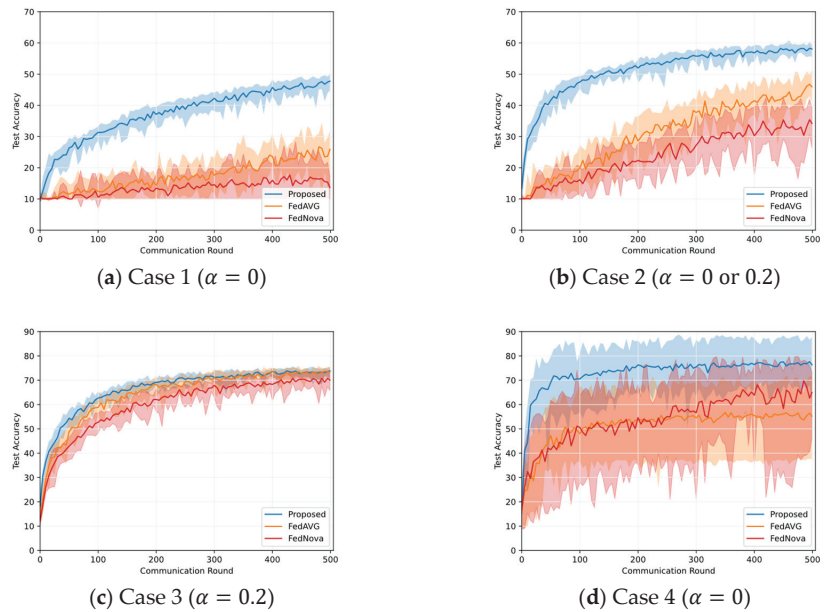 70
60
50
40
30
20
10
0
Test Accuracy
0 100 200 300 400 500
Communication Round
Proposed
FedAVG
FedNova
(a) Case 1 (α = 0)
70
60
50
40
30
20
10
0
Test Accuracy
0 100 200 300 400 500
Communication Round
Proposed
FedAVG
FedNova
(b) Case 2 (α = 0 or 0.2)
90
80
70
60
50
40
30
20
10
0
Test Accuracy
0 100 200 300 400 500
Communication Round
Proposed
FedAVG
FedNova
(c) Case 3 (α = 0.2)
90
80
70
60
50
40
30
20
10
0
Test Accuracy
0 100 200 300 400 500
Communication Round
Proposed
FedAVG
FedNova
(d) Case 4 (α = 0)